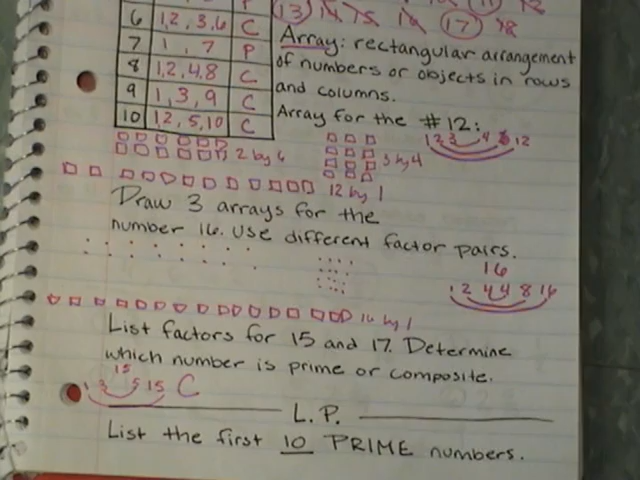 6 1,2,3,6 C
7 1, 7 P
8 1,2,4,8 C
9 1,3,9 C
10 1,2,5,10 C
(13) 14 15 16 (17) 18
Array: rectangular arrangement
of numbers or objects in rows
and columns.
Array for the #12:
1 2 3 4 6 12
2 by 6
3 by 4
12 by 1
Draw 3 arrays for the
number 16. Use different factor pairs.
16
1 2 4 4 8 16
16 by 1
List factors for 15 and 17. Determine
which number is prime or composite.
15
1 3 5 15 C
L.P.
List the first 10 PRIME numbers.